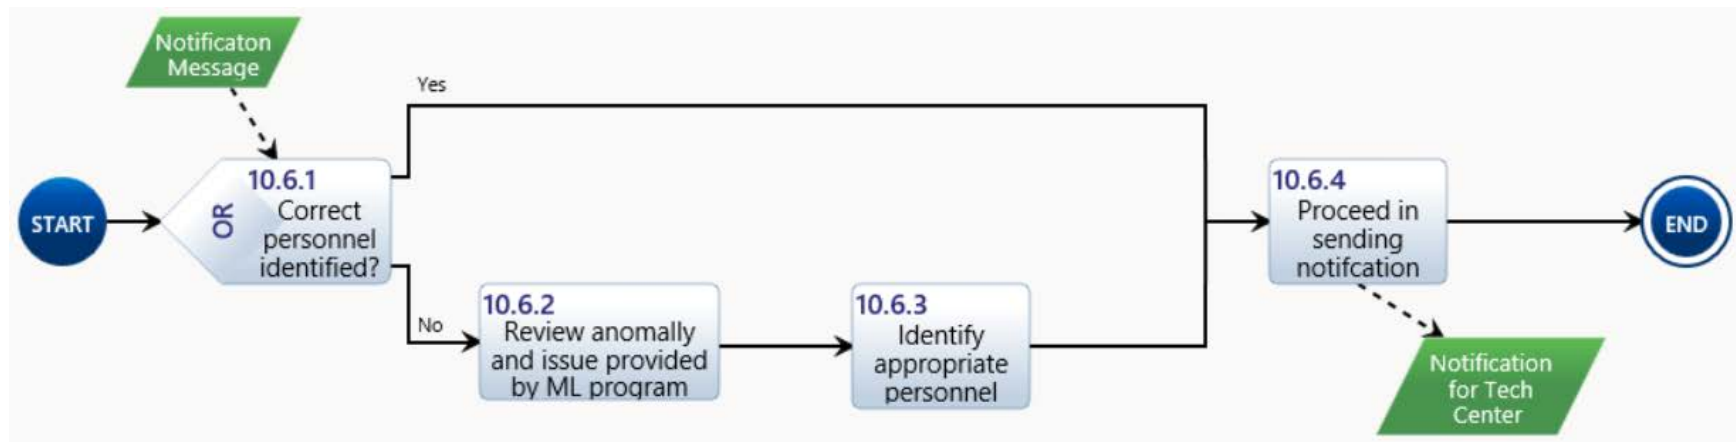 Notificaton
Message
Yes
START
OR
10.6.1
Correct
personnel
identified?
No
10.6.2
Review anomally
and issue provided
by ML program
10.6.3
Identify
appropriate
personnel
10.6.4
Proceed in
sending
notifcation
END
Notification
for Tech
Center